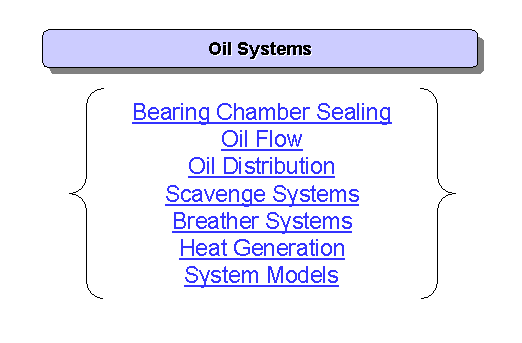 Oil Systems
Bearing Chamber Sealing
Oil Flow
Oil Distribution
Scavenge Systems
Breather Systems
Heat Generation
System Models